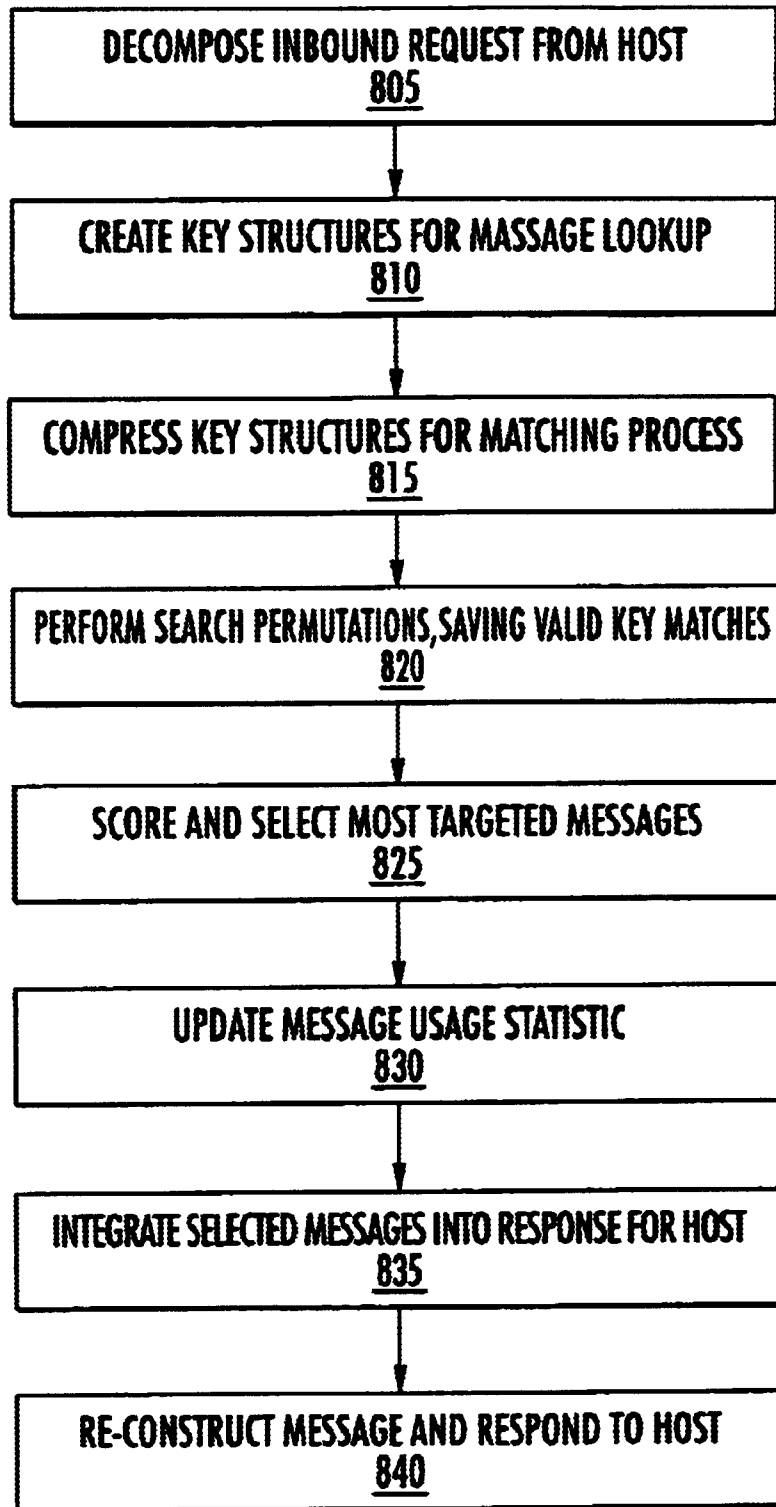 DECOMPOSE INBOUND REQUEST FROM HOST
805
CREATE KEY STRUCTURES FOR MASSAGE LOOKUP
810
COMPRESS KEY STRUCTURES FOR MATCHING PROCESS
815
PERFORM SEARCH PERMUTATIONS,SAVING VALID KEY MATCHES
820
SCORE AND SELECT MOST TARGETED MESSAGES
825
UPDATE MESSAGE USAGE STATISTIC
830
INTEGRATE SELECTED MESSAGES INTO RESPONSE FOR HOST
835
RE-CONSTRUCT MESSAGE AND RESPOND TO HOST
840